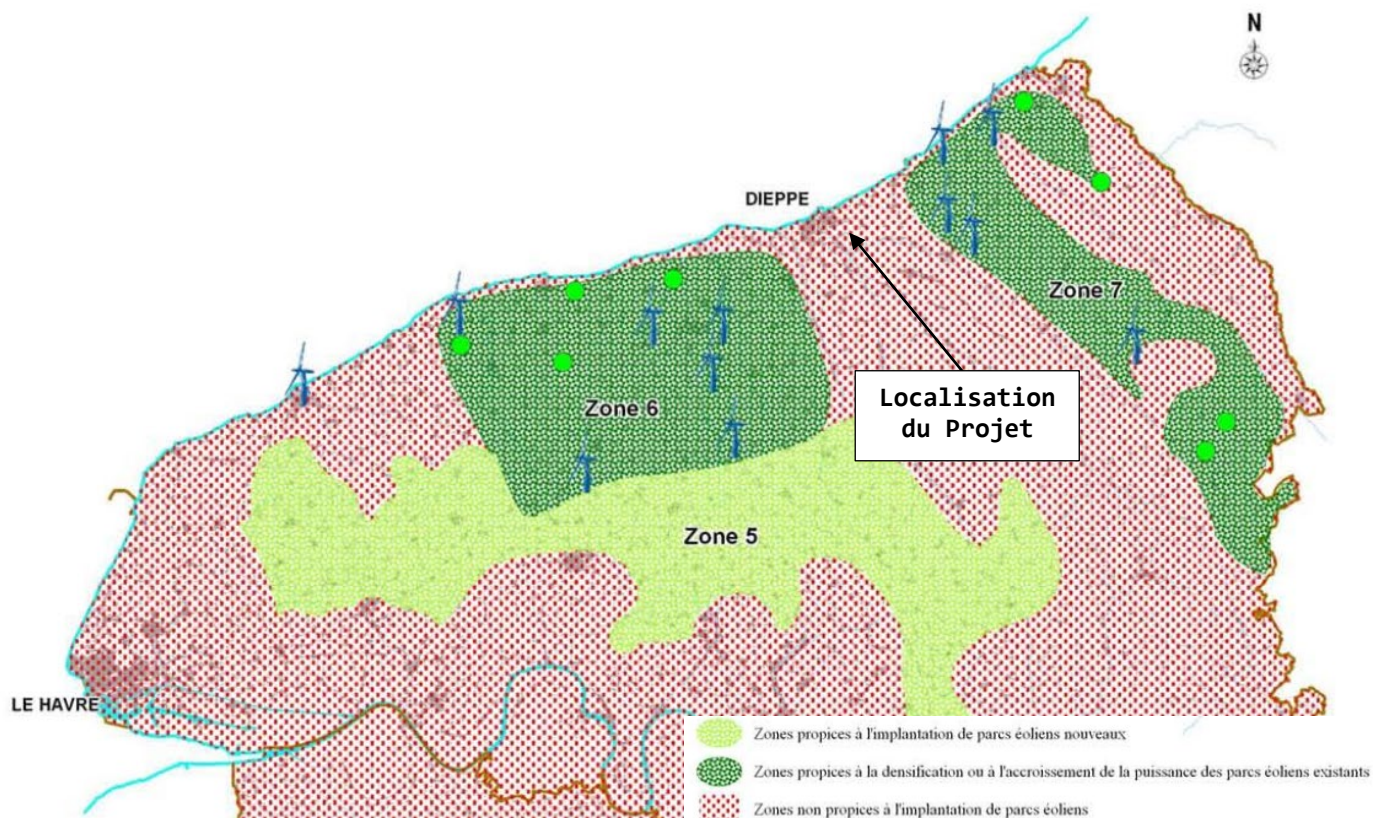 N
DIEPPE
Zone 7
Localisation
du Projet
Zone 6
Zone 5
LE HAVRE
Zones propices à l'implantation de parcs éoliens nouveaux
Zones propices à la densification ou à l'accroissement de la puissance des parcs éoliens existants
Zones non propices à l'implantation de parcs éoliens